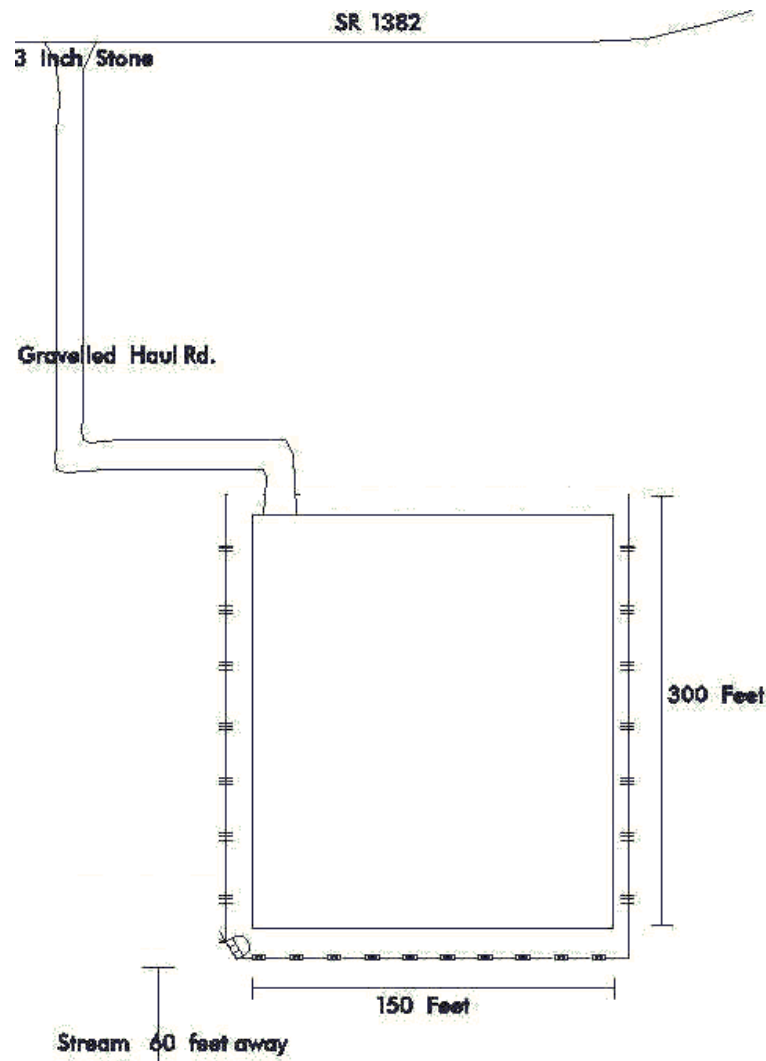 SR 1382
3 Inch Stone
Gravelled Haul Rd.
300 Feet
150 Feet
Stream 60 feet away